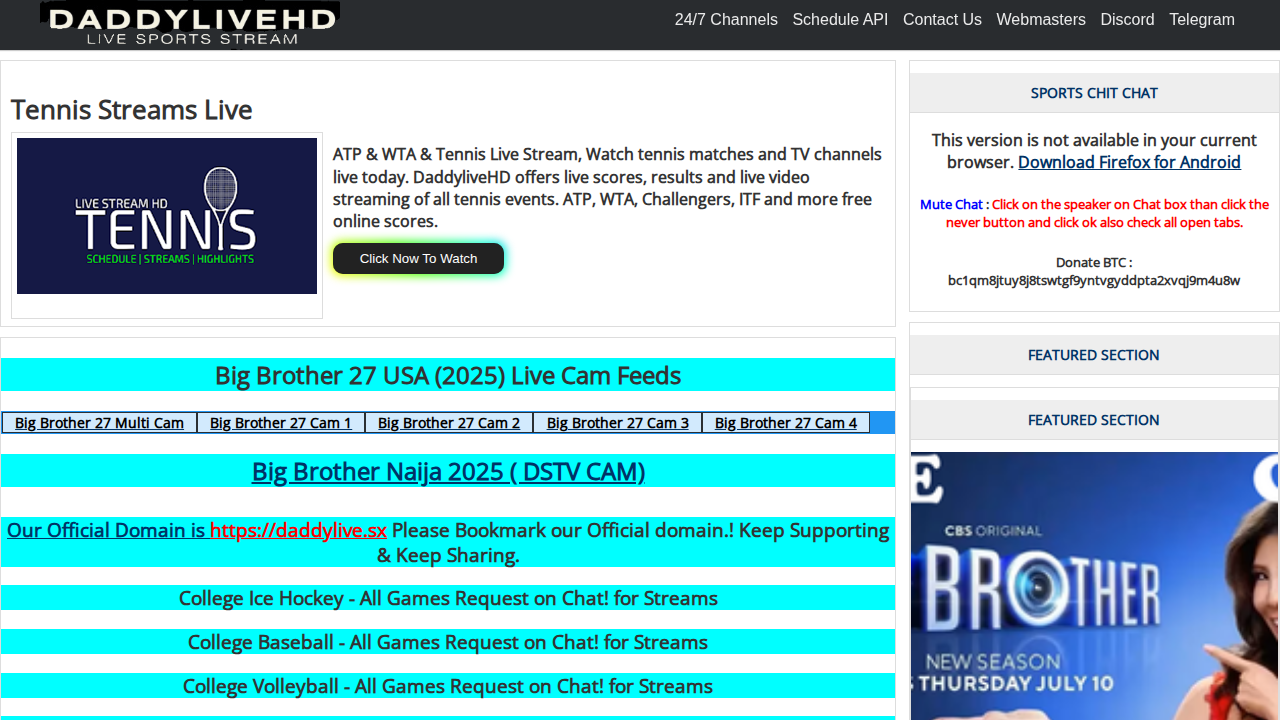 DADDYLIVEHD
LIVE SPORTS STREAM
24/7 Channels Schedule API Contact Us Webmasters Discord Telegram
Tennis Streams Live
LIVE STREAM HD
TENNIS
SCHEDULE | STREAMS | HIGHLIGHTS
ATP & WTA & Tennis Live Stream, Watch tennis matches and TV channels
live today. DaddyliveHD offers live scores, results and live video
streaming of all tennis events. ATP, WTA, Challengers, ITF and more free
online scores.
Click Now To Watch
Big Brother 27 USA (2025) Live Cam Feeds
Big Brother 27 Multi Cam Big Brother 27 Cam 1 Big Brother 27 Cam 2 Big Brother 27 Cam 3 Big Brother 27 Cam 4
Big Brother Naija 2025 ( DSTV CAM)
Our Official Domain is https://daddylive.sx Please Bookmark our Official domain.! Keep Supporting
& Keep Sharing.
College Ice Hockey - All Games Request on Chat! for Streams
College Baseball - All Games Request on Chat! for Streams
College Volleyball - All Games Request on Chat! for Streams
SPORTS CHIT CHAT
This version is not available in your current
browser. Download Firefox for Android
Mute Chat : Click on the speaker on Chat box than click the
never button and click ok also check all open tabs.
Donate BTC :
bc1qm8jtuy8j8tswtgf9yntvgyddpta2xvqj9m4u8w
FEATURED SECTION
FEATURED SECTION
CBS ORIGINAL
BROTHER
NEW SEASON
THURSDAY JULY 10